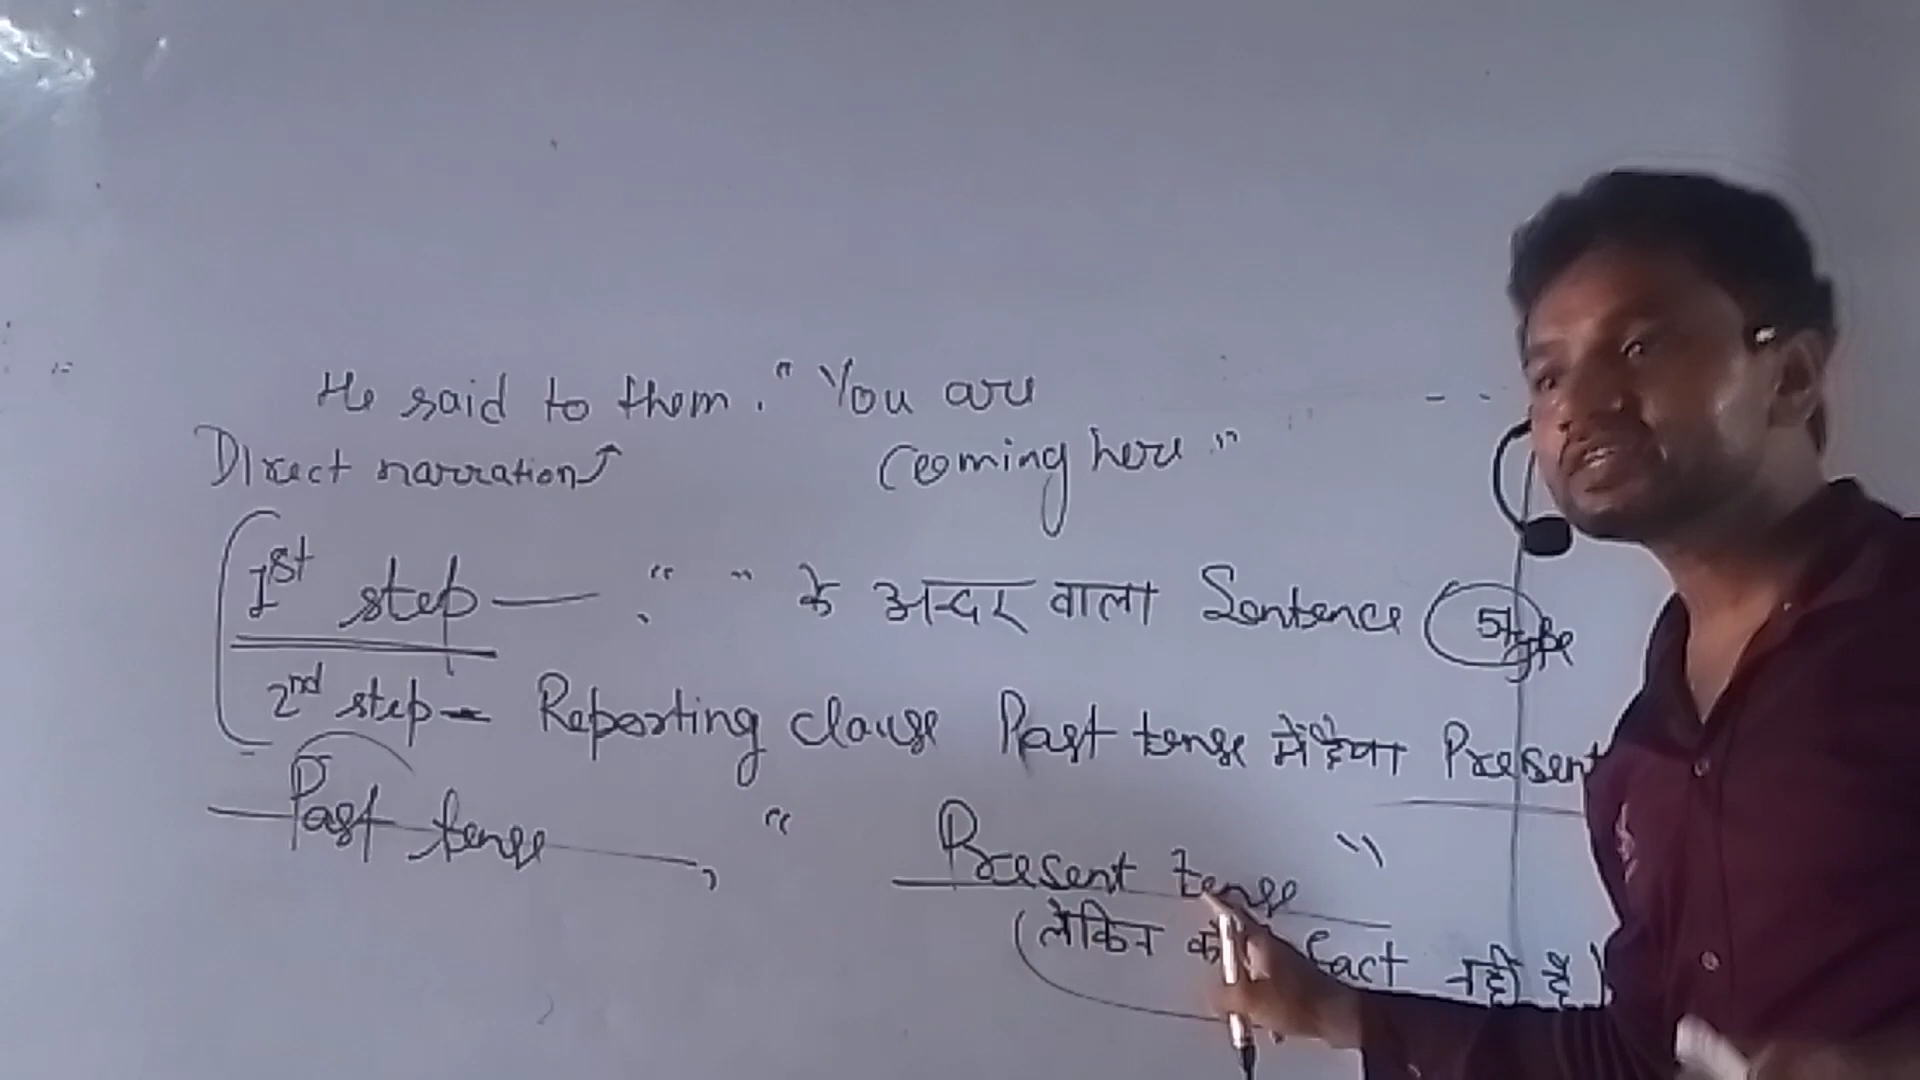 He said to them. "You are
coming here."
Direct narration
1st step — " " के अन्दर वाला Sentence 5 type
2nd step - Reporting clause Past tense में है या Present
Past tense , " Present tense "
(लेकिन fact नहीं है)